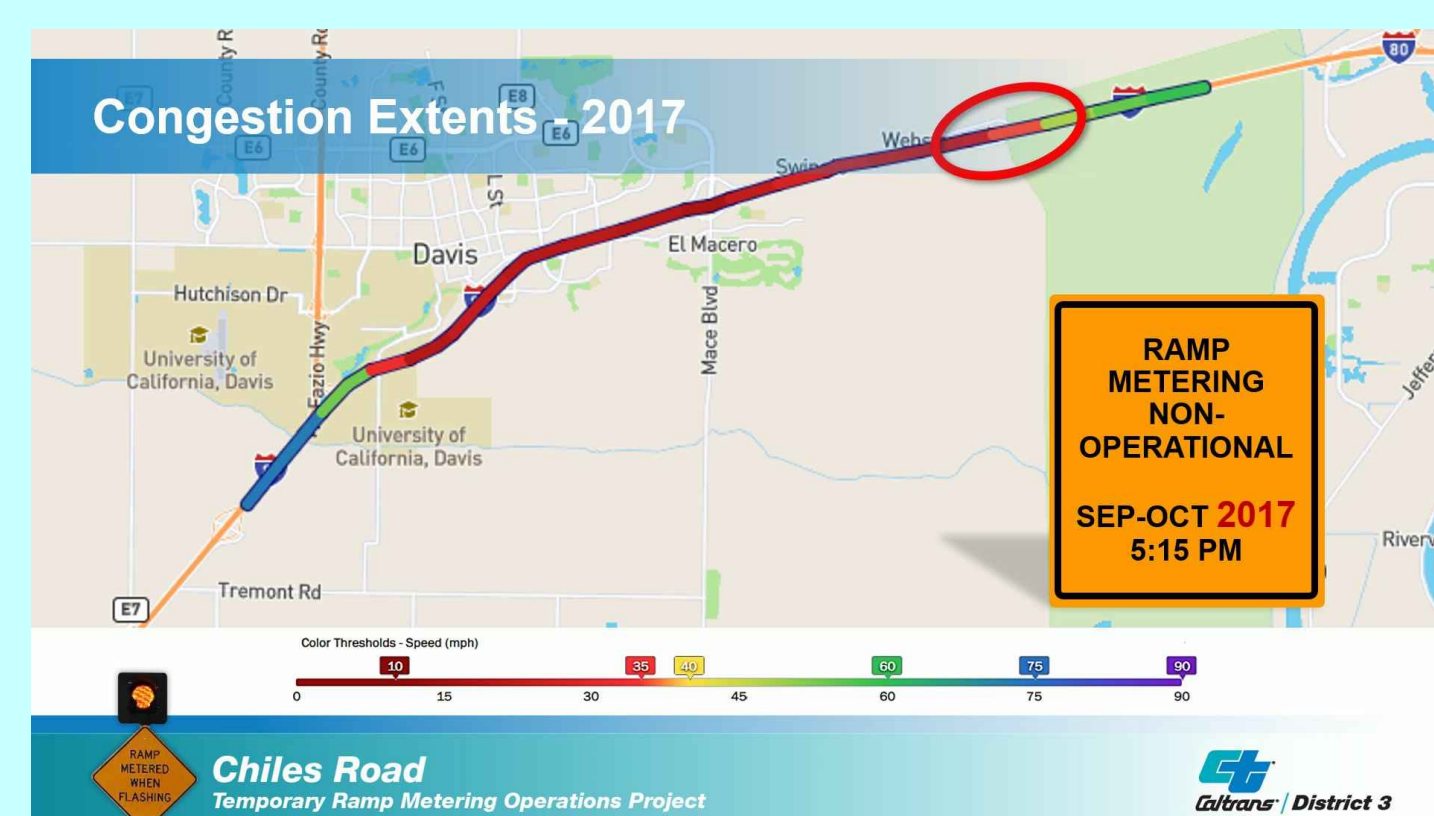 County R
County Ro
80
Congestion Extents - 2017
E7
F S
E8
E6
E6
E6
Webs
Swin
L St
Davis
El Macero
Hutchison Dr
University of
California, Davis
Fazio Hwy
Mace Blvd
University of
California, Davis
Tremont Rd
E7
Jeffe
Riverv
RAMP
METERING
NON-
OPERATIONAL
SEP-OCT 2017
5:15 PM
Color Thresholds - Speed (mph)
10 35 40 60 75 90
0 15 30 45 60 75 90
RAMP
METERED
WHEN
FLASHING
Chiles Road
Temporary Ramp Metering Operations Project
Ct
Caltrans | District 3